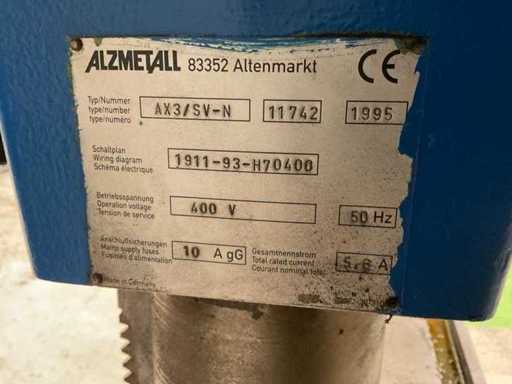 ALZMETALL 83352 Altenmarkt CE
Typ/Nummer
type/number
type/numéro
AX3/SV-N 11742 1995
Schaltplan
Wiring diagram
Schéma électrique
1911-93-H70400
Betriebsspannung
Operation voltage
Tension de service
400 V 50 Hz
Anschlußsicherungen
Mains supply fuses
Fusibles d'alimentation
10 A gG
Gesamtnennstrom
Total rated current
Courant nominal total
5,8 A
Made in Germany